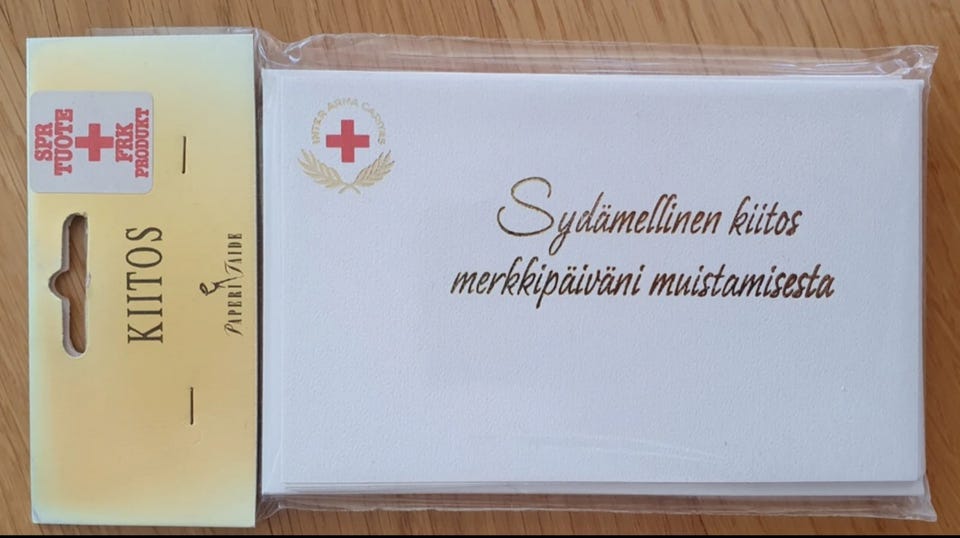 SPR
TUOTE
FRK
PRODUKT
KIITOS
PAPERITAIDE
INTER ARMA CARITAS
Sydämellinen kiitos
merkkipäiväni muistamisesta